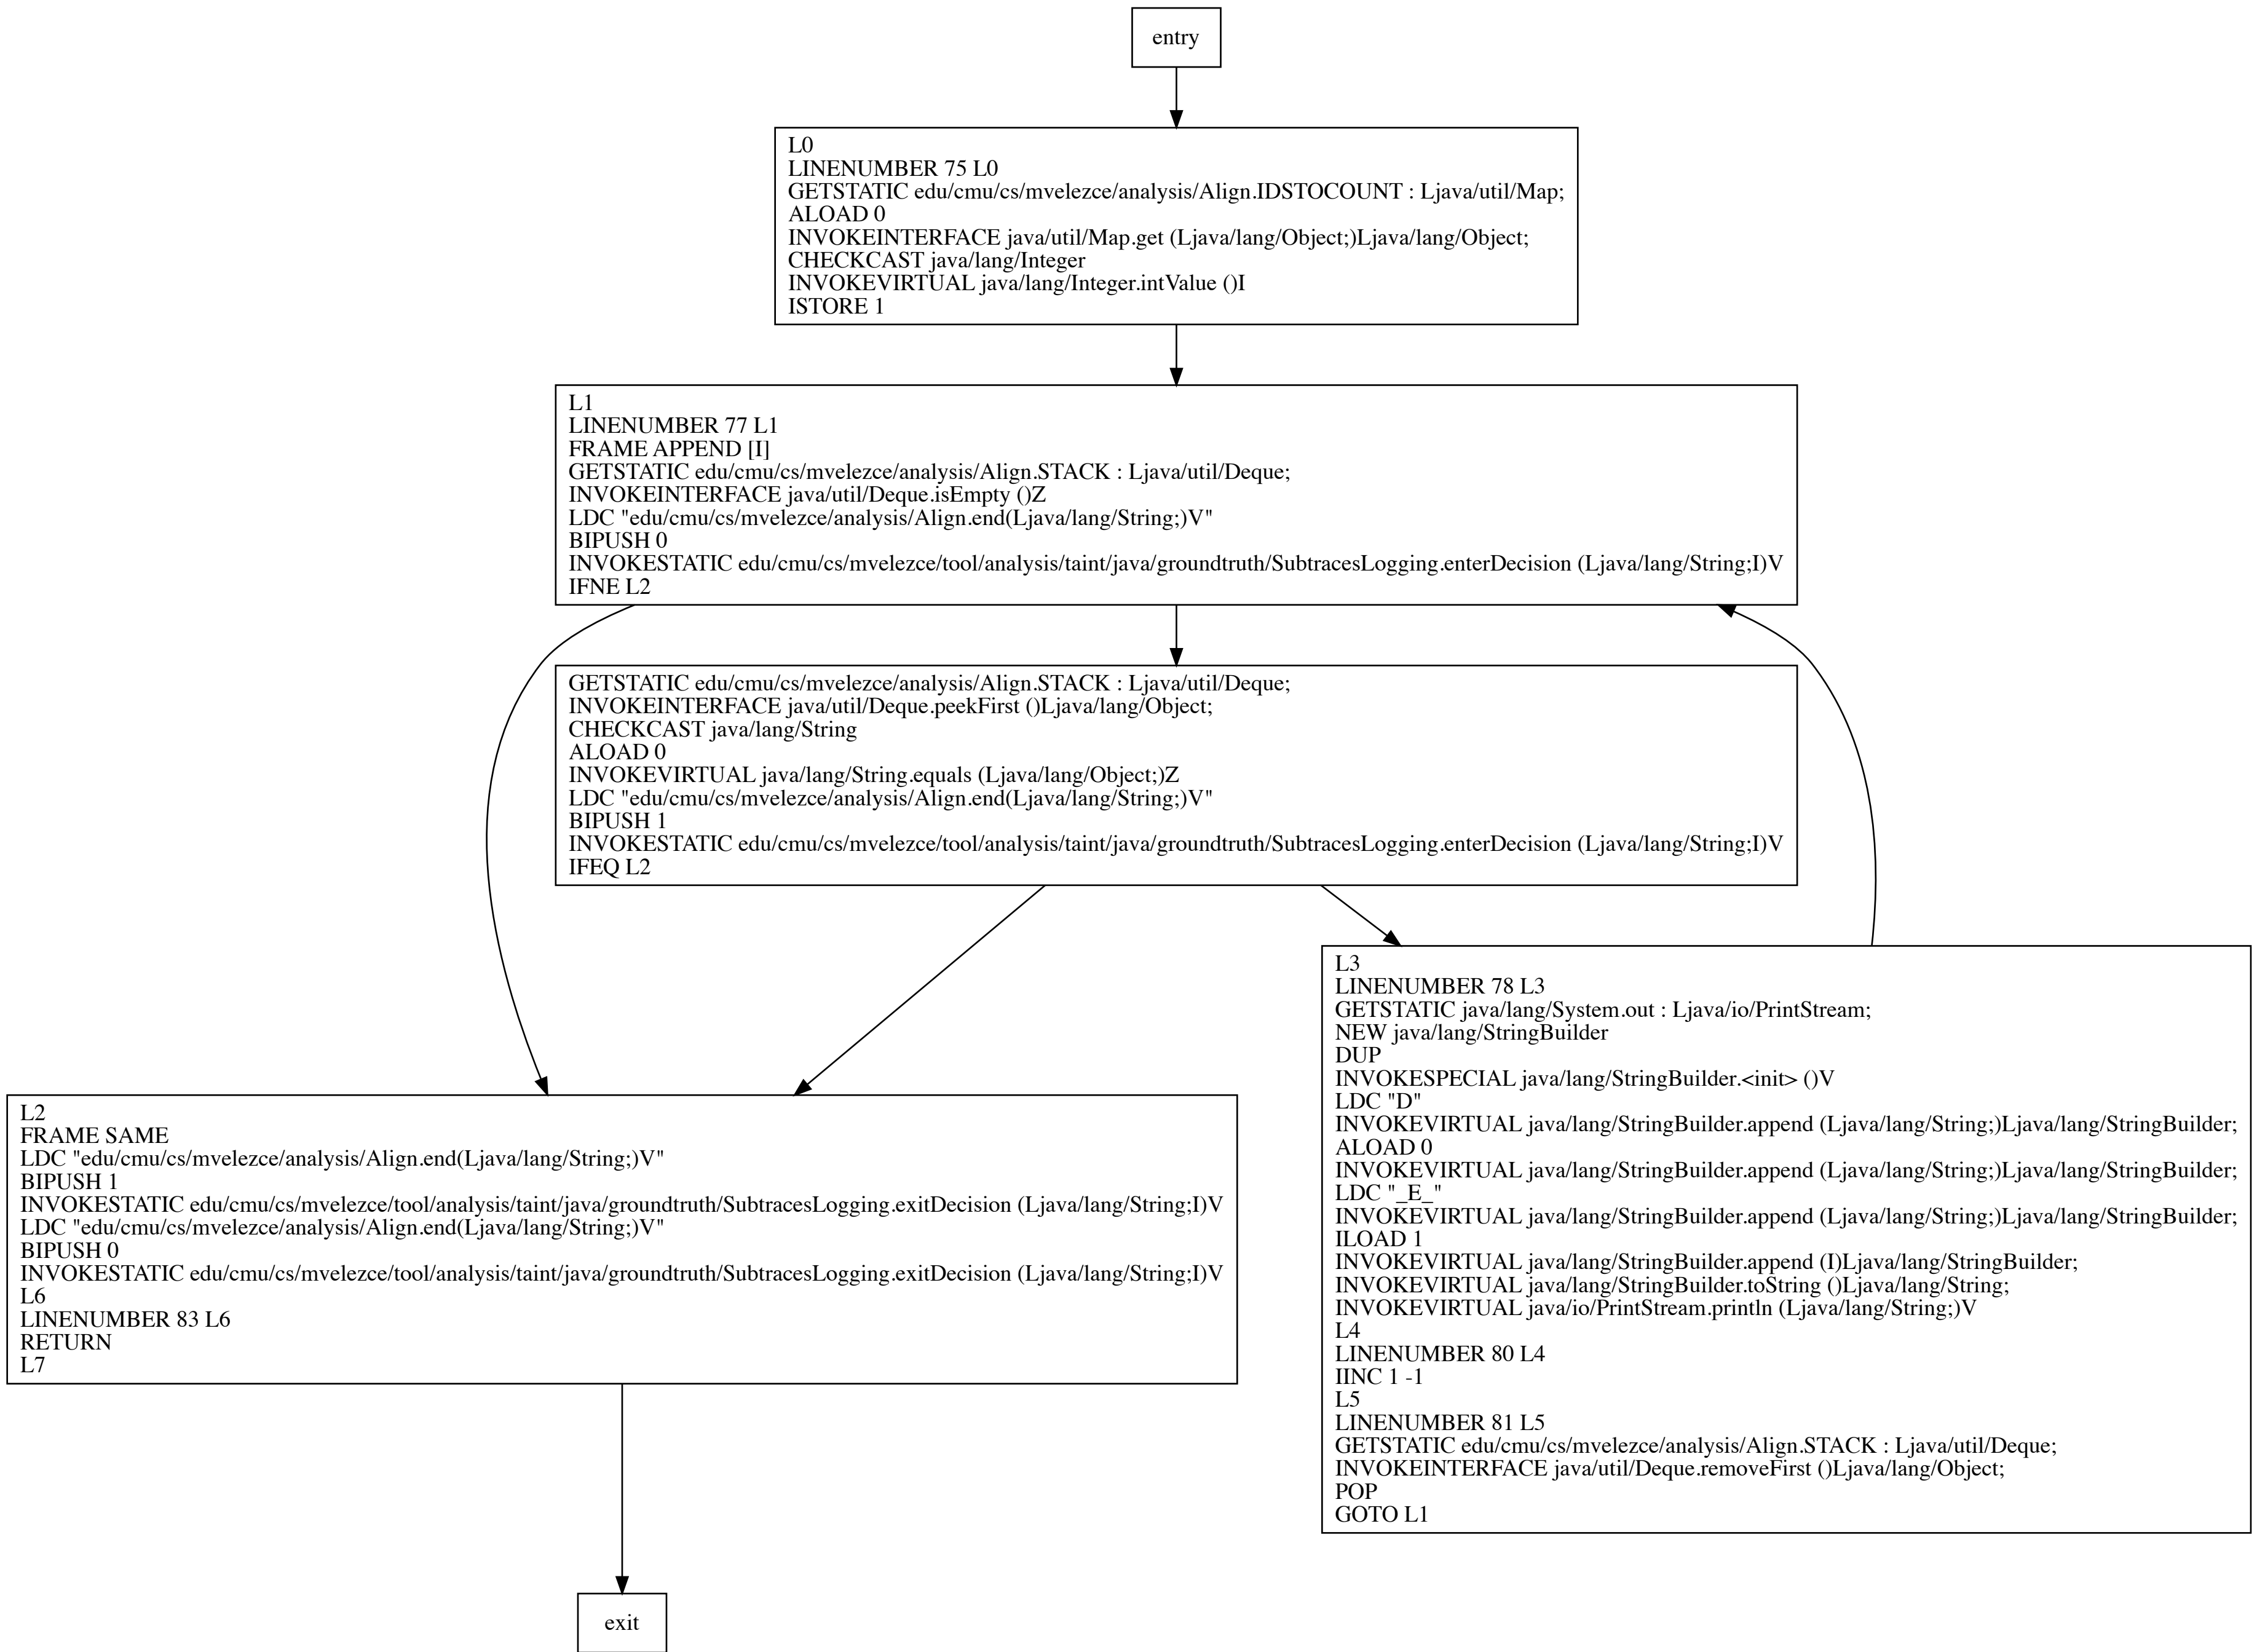 entry
L0
LINENUMBER 75 L0
GETSTATIC edu/cmu/cs/mvelezce/analysis/Align.IDSTOCOUNT : Ljava/util/Map;
ALOAD 0
INVOKEINTERFACE java/util/Map.get (Ljava/lang/Object;)Ljava/lang/Object;
CHECKCAST java/lang/Integer
INVOKEVIRTUAL java/lang/Integer.intValue ()I
ISTORE 1
L1
LINENUMBER 77 L1
FRAME APPEND [I]
GETSTATIC edu/cmu/cs/mvelezce/analysis/Align.STACK : Ljava/util/Deque;
INVOKEINTERFACE java/util/Deque.isEmpty ()Z
LDC "edu/cmu/cs/mvelezce/analysis/Align.end(Ljava/lang/String;)V"
BIPUSH 0
INVOKESTATIC edu/cmu/cs/mvelezce/tool/analysis/taint/java/groundtruth/SubtracesLogging.enterDecision (Ljava/lang/String;I)V
IFNE L2
GETSTATIC edu/cmu/cs/mvelezce/analysis/Align.STACK : Ljava/util/Deque;
INVOKEINTERFACE java/util/Deque.peekFirst ()Ljava/lang/Object;
CHECKCAST java/lang/String
ALOAD 0
INVOKEVIRTUAL java/lang/String.equals (Ljava/lang/Object;)Z
LDC "edu/cmu/cs/mvelezce/analysis/Align.end(Ljava/lang/String;)V"
BIPUSH 1
INVOKESTATIC edu/cmu/cs/mvelezce/tool/analysis/taint/java/groundtruth/SubtracesLogging.enterDecision (Ljava/lang/String;I)V
IFEQ L2
L3
LINENUMBER 78 L3
GETSTATIC java/lang/System.out : Ljava/io/PrintStream;
NEW java/lang/StringBuilder
DUP
INVOKESPECIAL java/lang/StringBuilder.<init> ()V
LDC "D"
INVOKEVIRTUAL java/lang/StringBuilder.append (Ljava/lang/String;)Ljava/lang/StringBuilder;
ALOAD 0
INVOKEVIRTUAL java/lang/StringBuilder.append (Ljava/lang/String;)Ljava/lang/StringBuilder;
LDC "_E_"
INVOKEVIRTUAL java/lang/StringBuilder.append (Ljava/lang/String;)Ljava/lang/StringBuilder;
ILOAD 1
INVOKEVIRTUAL java/lang/StringBuilder.append (I)Ljava/lang/StringBuilder;
INVOKEVIRTUAL java/lang/StringBuilder.toString ()Ljava/lang/String;
INVOKEVIRTUAL java/io/PrintStream.println (Ljava/lang/String;)V
L4
LINENUMBER 80 L4
IINC 1 -1
L5
LINENUMBER 81 L5
GETSTATIC edu/cmu/cs/mvelezce/analysis/Align.STACK : Ljava/util/Deque;
INVOKEINTERFACE java/util/Deque.removeFirst ()Ljava/lang/Object;
POP
GOTO L1
L2
FRAME SAME
LDC "edu/cmu/cs/mvelezce/analysis/Align.end(Ljava/lang/String;)V"
BIPUSH 1
INVOKESTATIC edu/cmu/cs/mvelezce/tool/analysis/taint/java/groundtruth/SubtracesLogging.exitDecision (Ljava/lang/String;I)V
LDC "edu/cmu/cs/mvelezce/analysis/Align.end(Ljava/lang/String;)V"
BIPUSH 0
INVOKESTATIC edu/cmu/cs/mvelezce/tool/analysis/taint/java/groundtruth/SubtracesLogging.exitDecision (Ljava/lang/String;I)V
L6
LINENUMBER 83 L6
RETURN
L7
exit